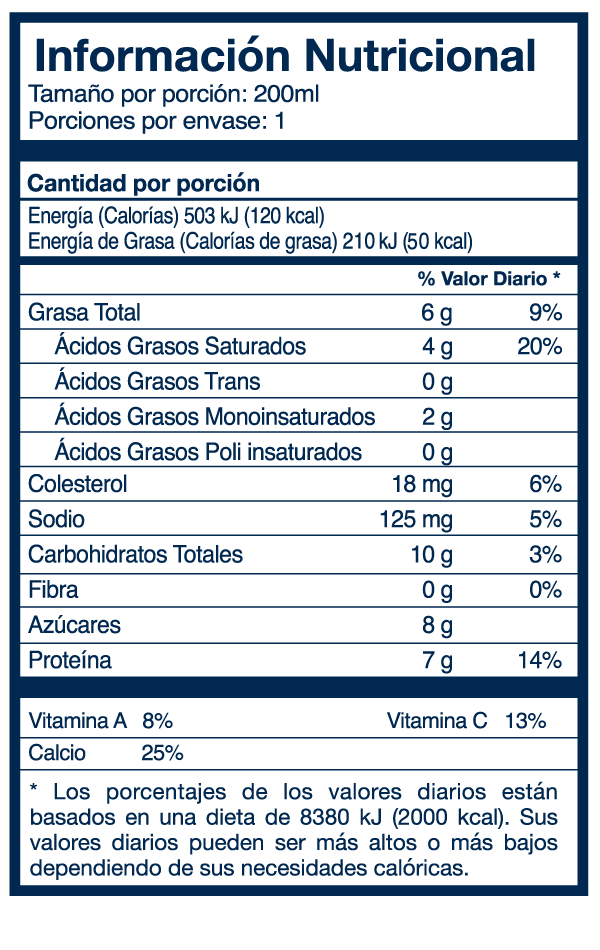 Información Nutricional
Tamaño por porción: 200ml
Porciones por envase: 1
Cantidad por porción
Energía (Calorías) 503 kJ (120 kcal)
Energía de Grasa (Calorías de grasa) 210 kJ (50 kcal)
% Valor Diario *
Grasa Total 6 g 9%
Ácidos Grasos Saturados 4 g 20%
Ácidos Grasos Trans 0 g
Ácidos Grasos Monoinsaturados 2 g
Ácidos Grasos Poli insaturados 0 g
Colesterol 18 mg 6%
Sodio 125 mg 5%
Carbohidratos Totales 10 g 3%
Fibra 0 g 0%
Azúcares 8 g
Proteína 7 g 14%
Vitamina A 8% Vitamina C 13%
Calcio 25%
* Los porcentajes de los valores diarios están
basados en una dieta de 8380 kJ (2000 kcal). Sus
valores diarios pueden ser más altos o más bajos
dependiendo de sus necesidades calóricas.